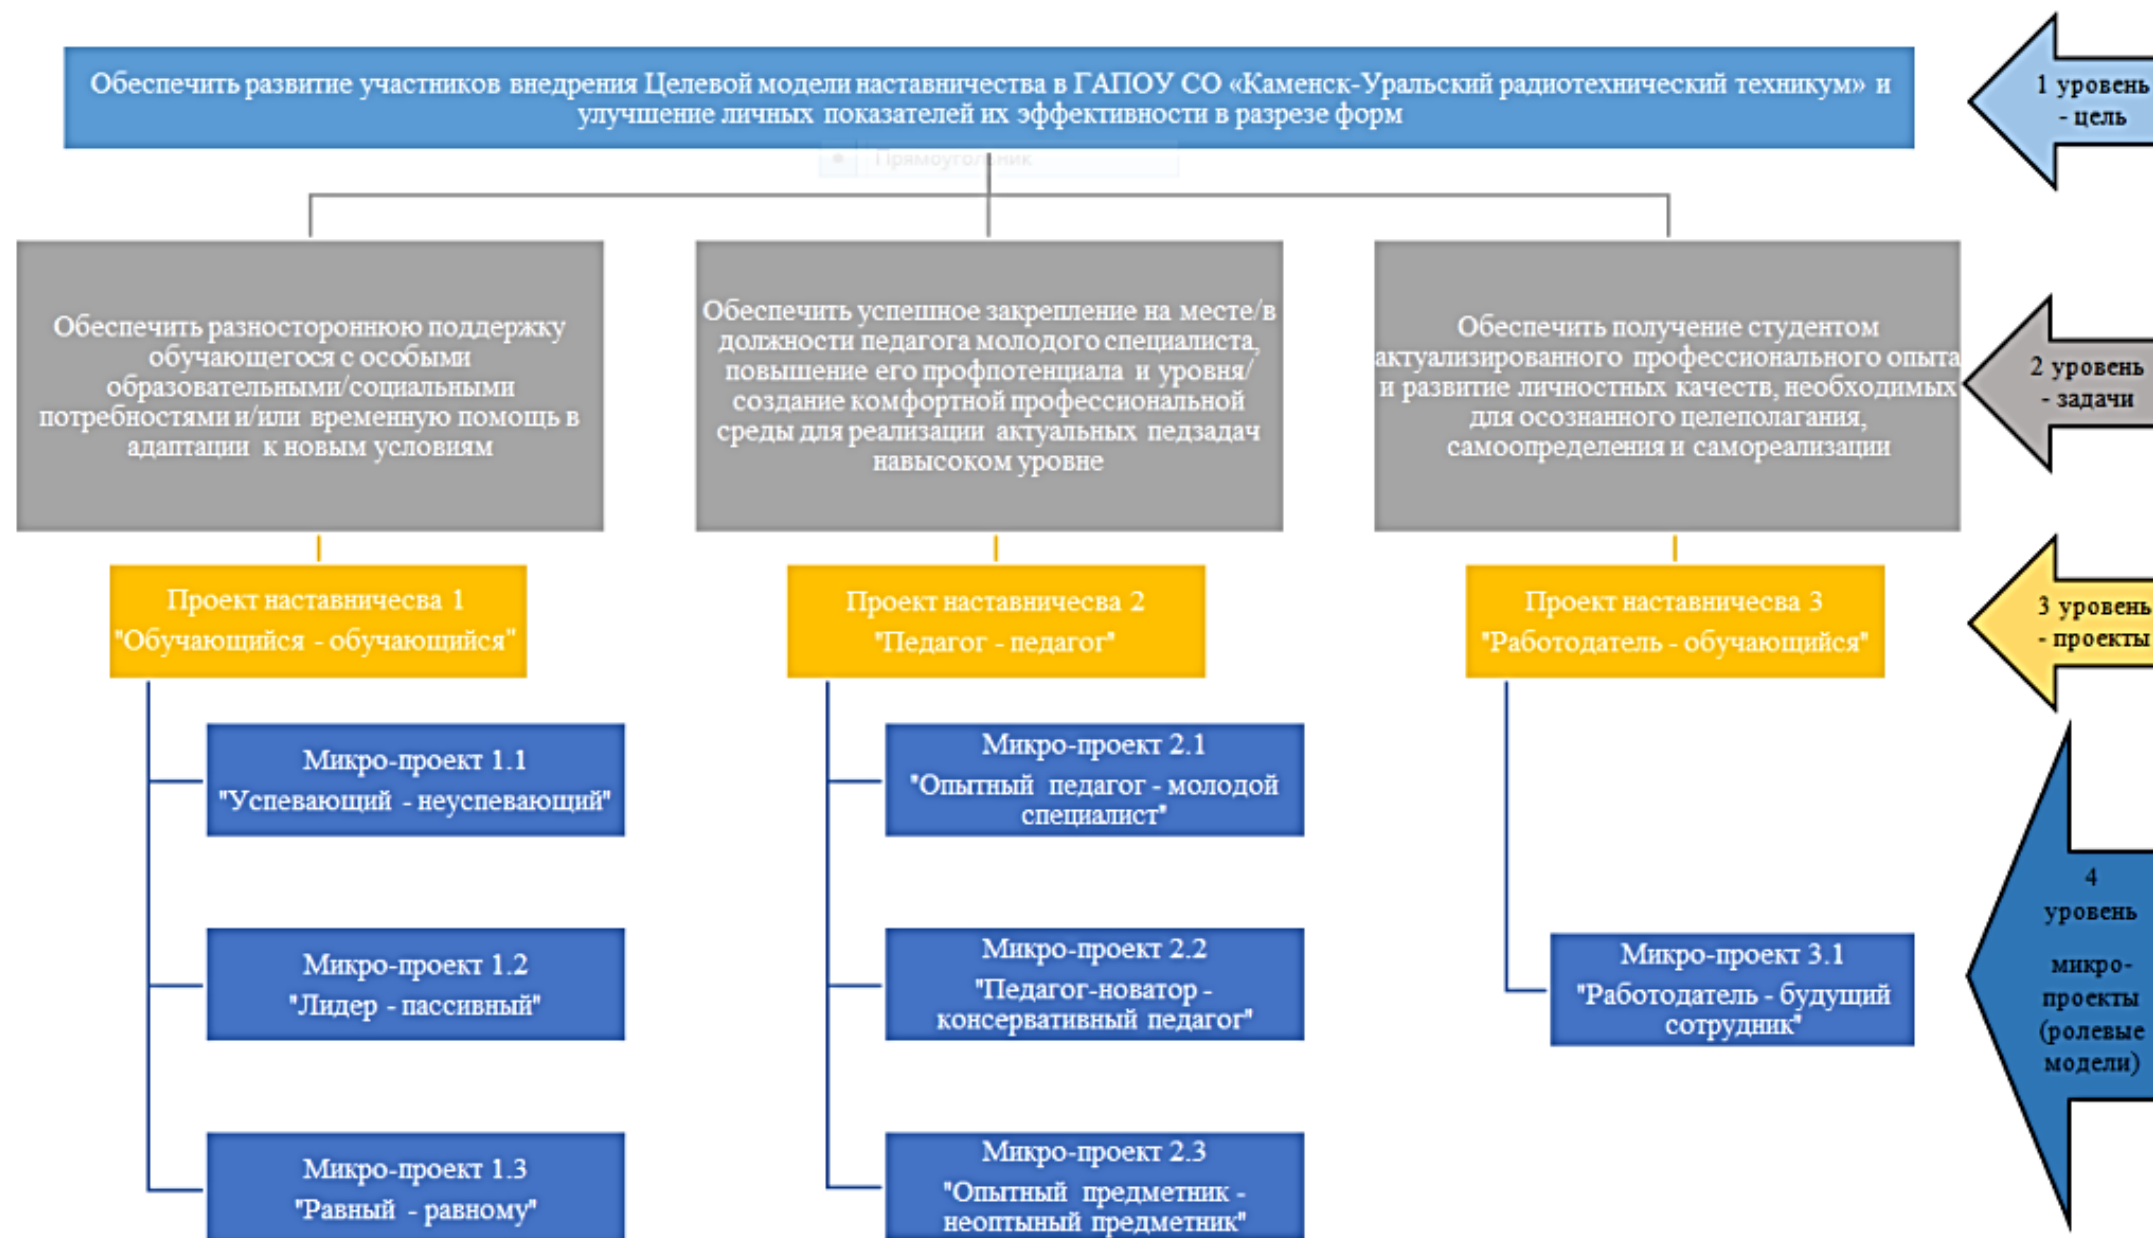 Обеспечить развитие участников внедрения Целевой модели наставничества в ГАПОУ СО «Каменск-Уральский радиотехнический техникум» и
улучшение личных показателей их эффективности в разрезе форм
1 уровень
- цель
Прямоугольник
Обеспечить разностороннюю поддержку
обучающегося с особыми
образовательными/социальными
потребностями и/или временную помощь в
адаптации к новым условиям
Обеспечить успешное закрепление на месте/в
должности педагога молодого специалиста,
повышение его профпотенциала и уровня/
создание комфортной профессиональной
среды для реализации актуальных педзадач
навысоком уровне
Обеспечить получение студентом
актуализированного профессионального опыта
и развитие личностных качеств, необходимых
для осознанного целеполагания,
самоопределения и самореализации
2 уровень
- задачи
Проект наставничесва 1
"Обучающийся - обучающийся"
Проект наставничесва 2
"Педагог - педагог"
Проект наставничесва 3
"Работодатель - обучающийся"
3 уровень
- проекты
Микро-проект 1.1
"Успевающий - неуспевающий"
Микро-проект 1.2
"Лидер - пассивный"
Микро-проект 1.3
"Равный - равному"
Микро-проект 2.1
"Опытный педагог - молодой
специалист"
Микро-проект 2.2
"Педагог-новатор -
консервативный педагог"
Микро-проект 2.3
"Опытный предметник -
неоптыный предметник"
Микро-проект 3.1
"Работодатель - будущий
сотрудник"
4
уровень
микро-
проекты
(ролевые
модели)